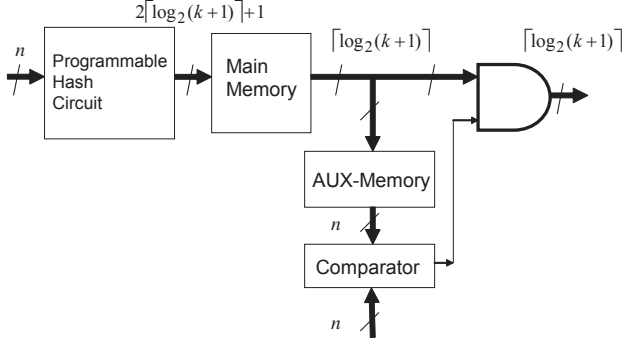 2⌈log₂(k+1)⌉+1
n
⌈log₂(k+1)⌉
⌈log₂(k+1)⌉
Programmable
Hash
Circuit
Main
Memory
AUX-Memory
n
Comparator
n